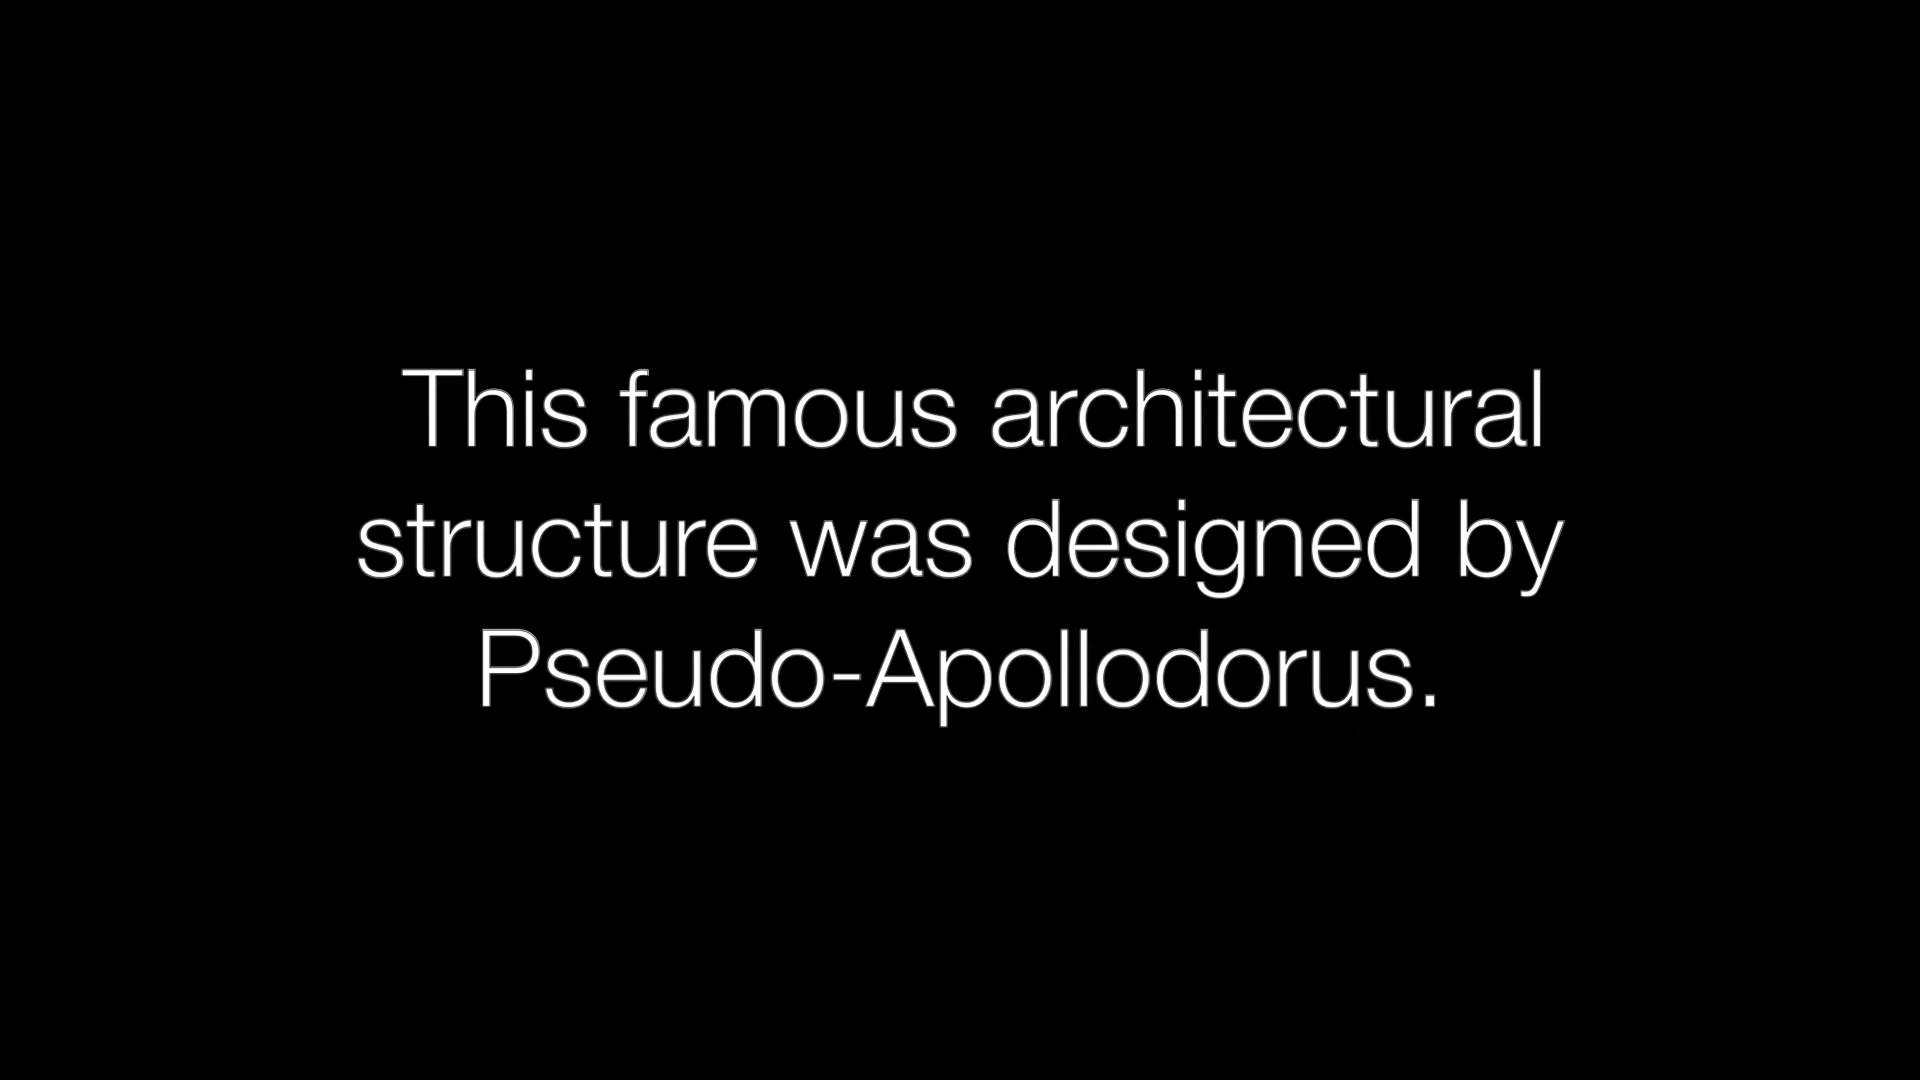 This famous architectural
structure was designed by
Pseudo-Apollodorus.